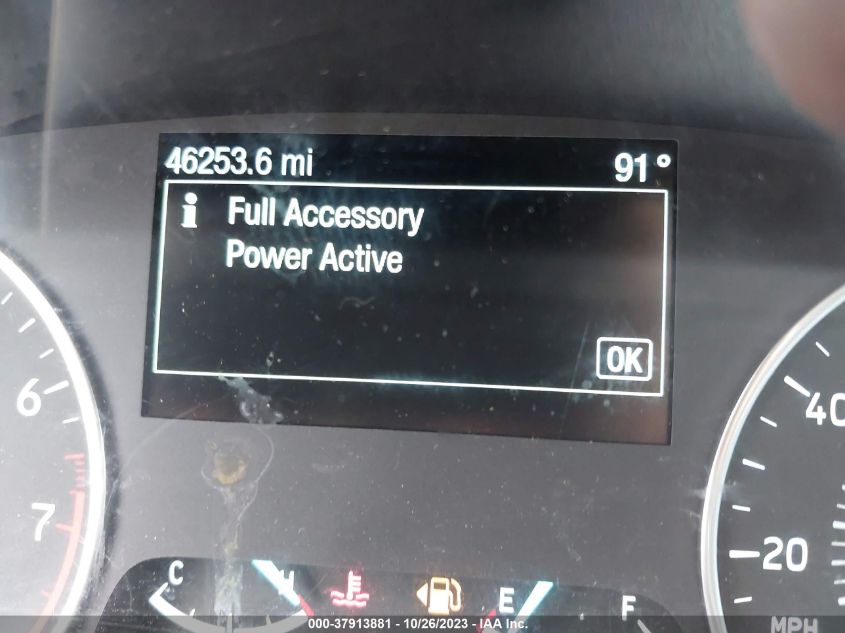 46253.6 mi 91°
i Full Accessory
Power Active
OK
6
7
40
20
MPH
C H E F
000-37913881 - 10/26/2023 - IAA Inc.